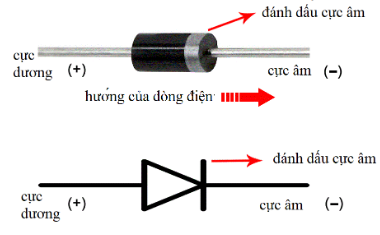 đánh dấu cực âm
cực
dương (+)
cực âm (−)
hướng của dòng điện
đánh dấu cực âm
cực
dương (+)
cực âm (−)